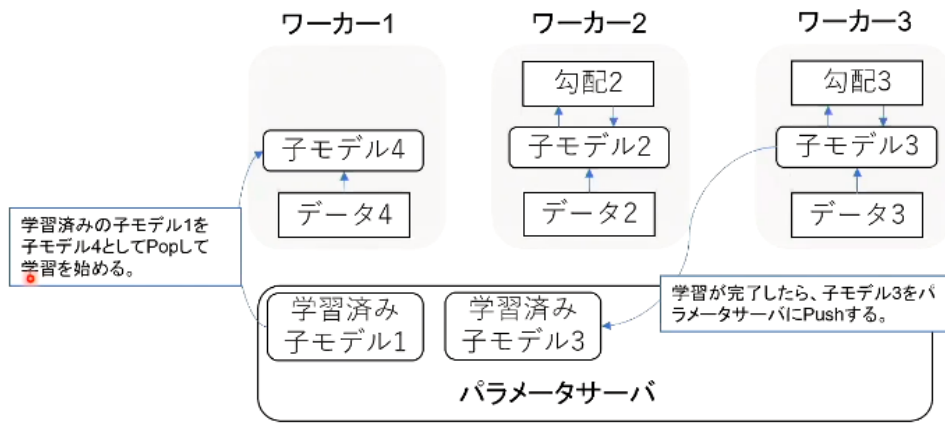 ワーカー1
ワーカー2
ワーカー3
勾配2
勾配3
子モデル4
子モデル2
子モデル3
データ4
データ2
データ3
学習済みの子モデル1を
子モデル4としてPopして
学習を始める。
学習が完了したら、子モデル3をパ
ラメータサーバにPushする。
学習済み
子モデル1
学習済み
子モデル3
パラメータサーバ